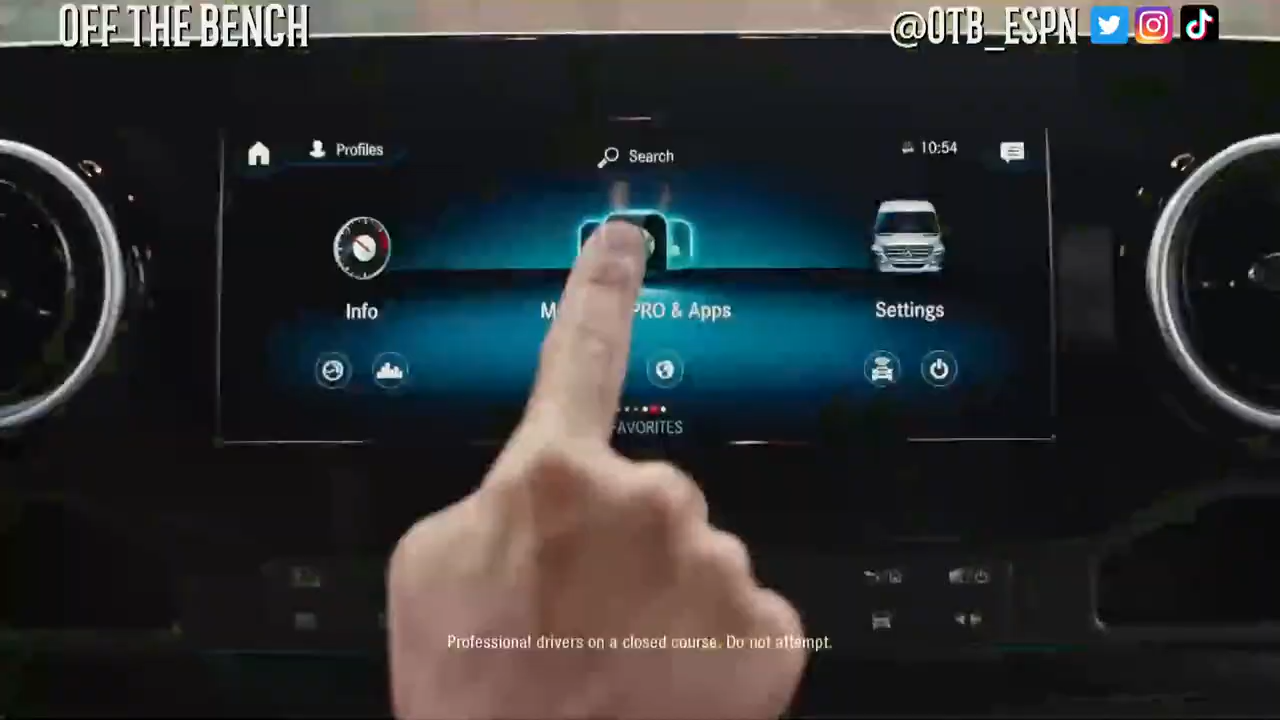 OFF THE BENCH
@OTB_ESPN
Profiles
Search
10:54
Info
PRO & Apps
Settings
Professional drivers on a closed course. Do not attempt.